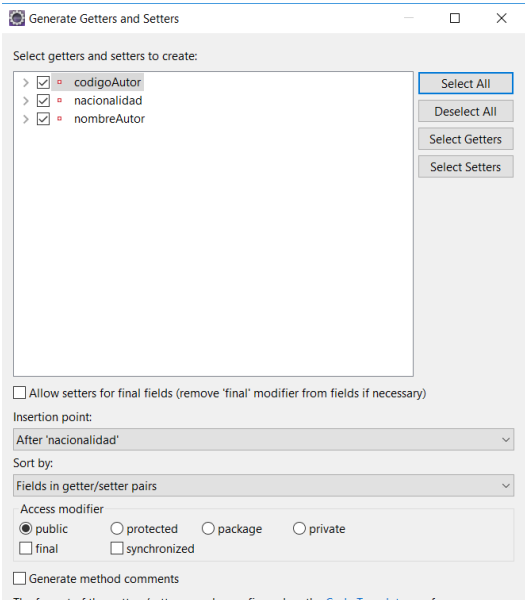 Generate Getters and Setters
Select getters and setters to create:
codigoAutor
nacionalidad
nombreAutor
Select All
Deselect All
Select Getters
Select Setters
Allow setters for final fields (remove 'final' modifier from fields if necessary)
Insertion point:
After 'nacionalidad'
Sort by:
Fields in getter/setter pairs
Access modifier
public protected package private
final synchronized
Generate method comments